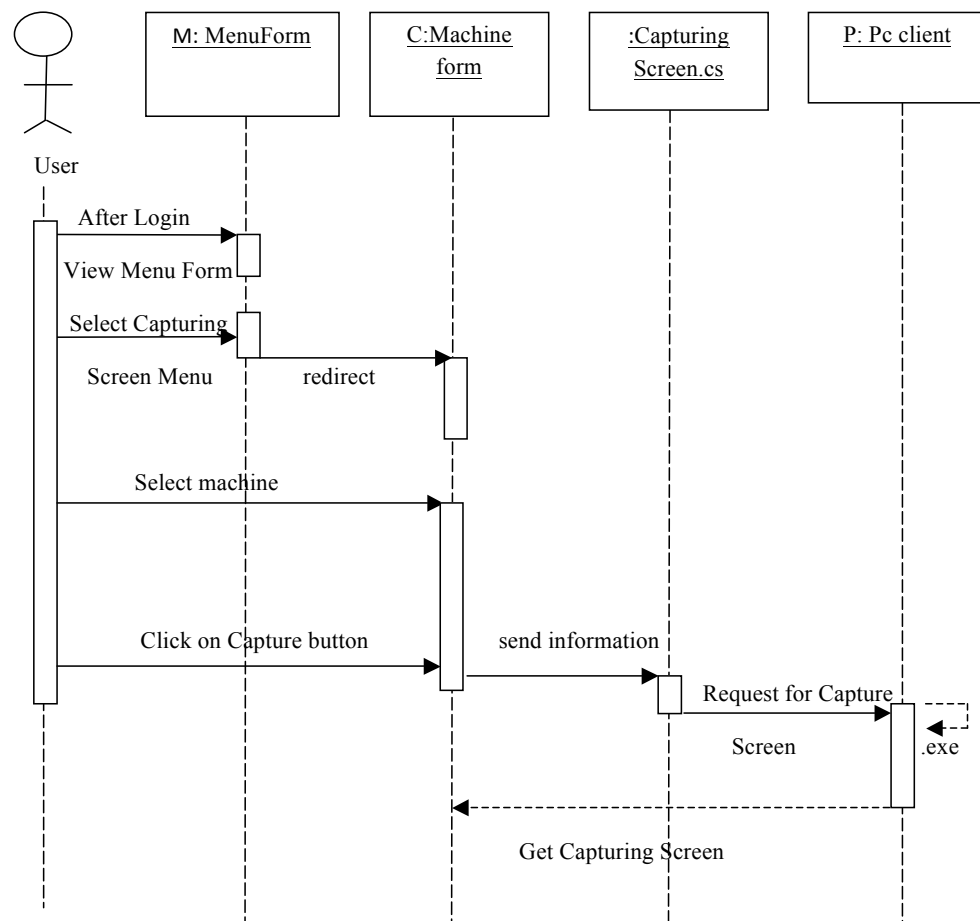 M: MenuForm
C:Machine
form
:Capturing
Screen.cs
P: Pc client
User
After Login
View Menu Form
Select Capturing
Screen Menu
redirect
Select machine
Click on Capture button
send information
Request for Capture
Screen
.exe
Get Capturing Screen